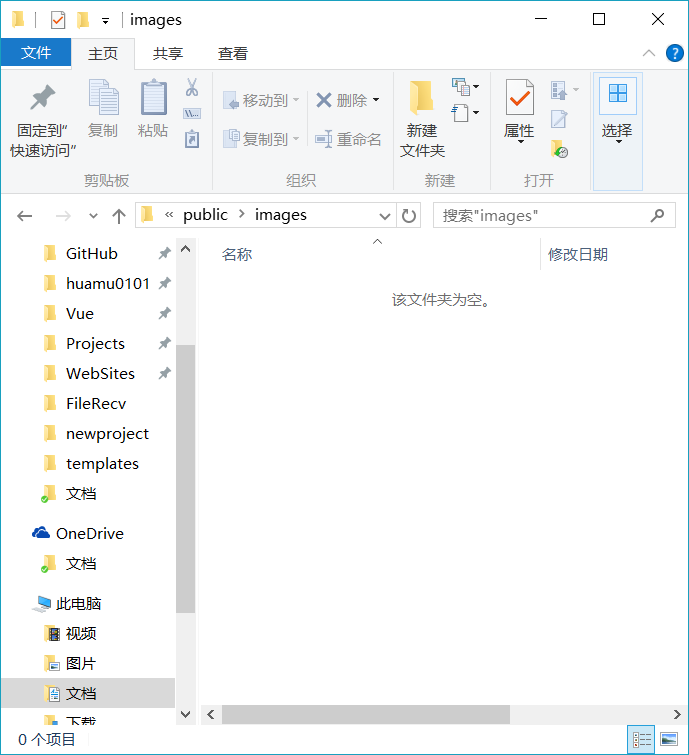 images
文件 主页 共享 查看
固定到“
快速访问”
复制
粘贴
移动到
复制到
删除
重命名
新建
文件夹
属性
选择
剪贴板 组织 新建 打开
« public > images
搜索"images"
名称 修改日期
该文件夹为空。
GitHub
huamu0101
Vue
Projects
WebSites
FileRecv
newproject
templates
文档
OneDrive
文档
此电脑
视频
图片
文档
下载
0 个项目